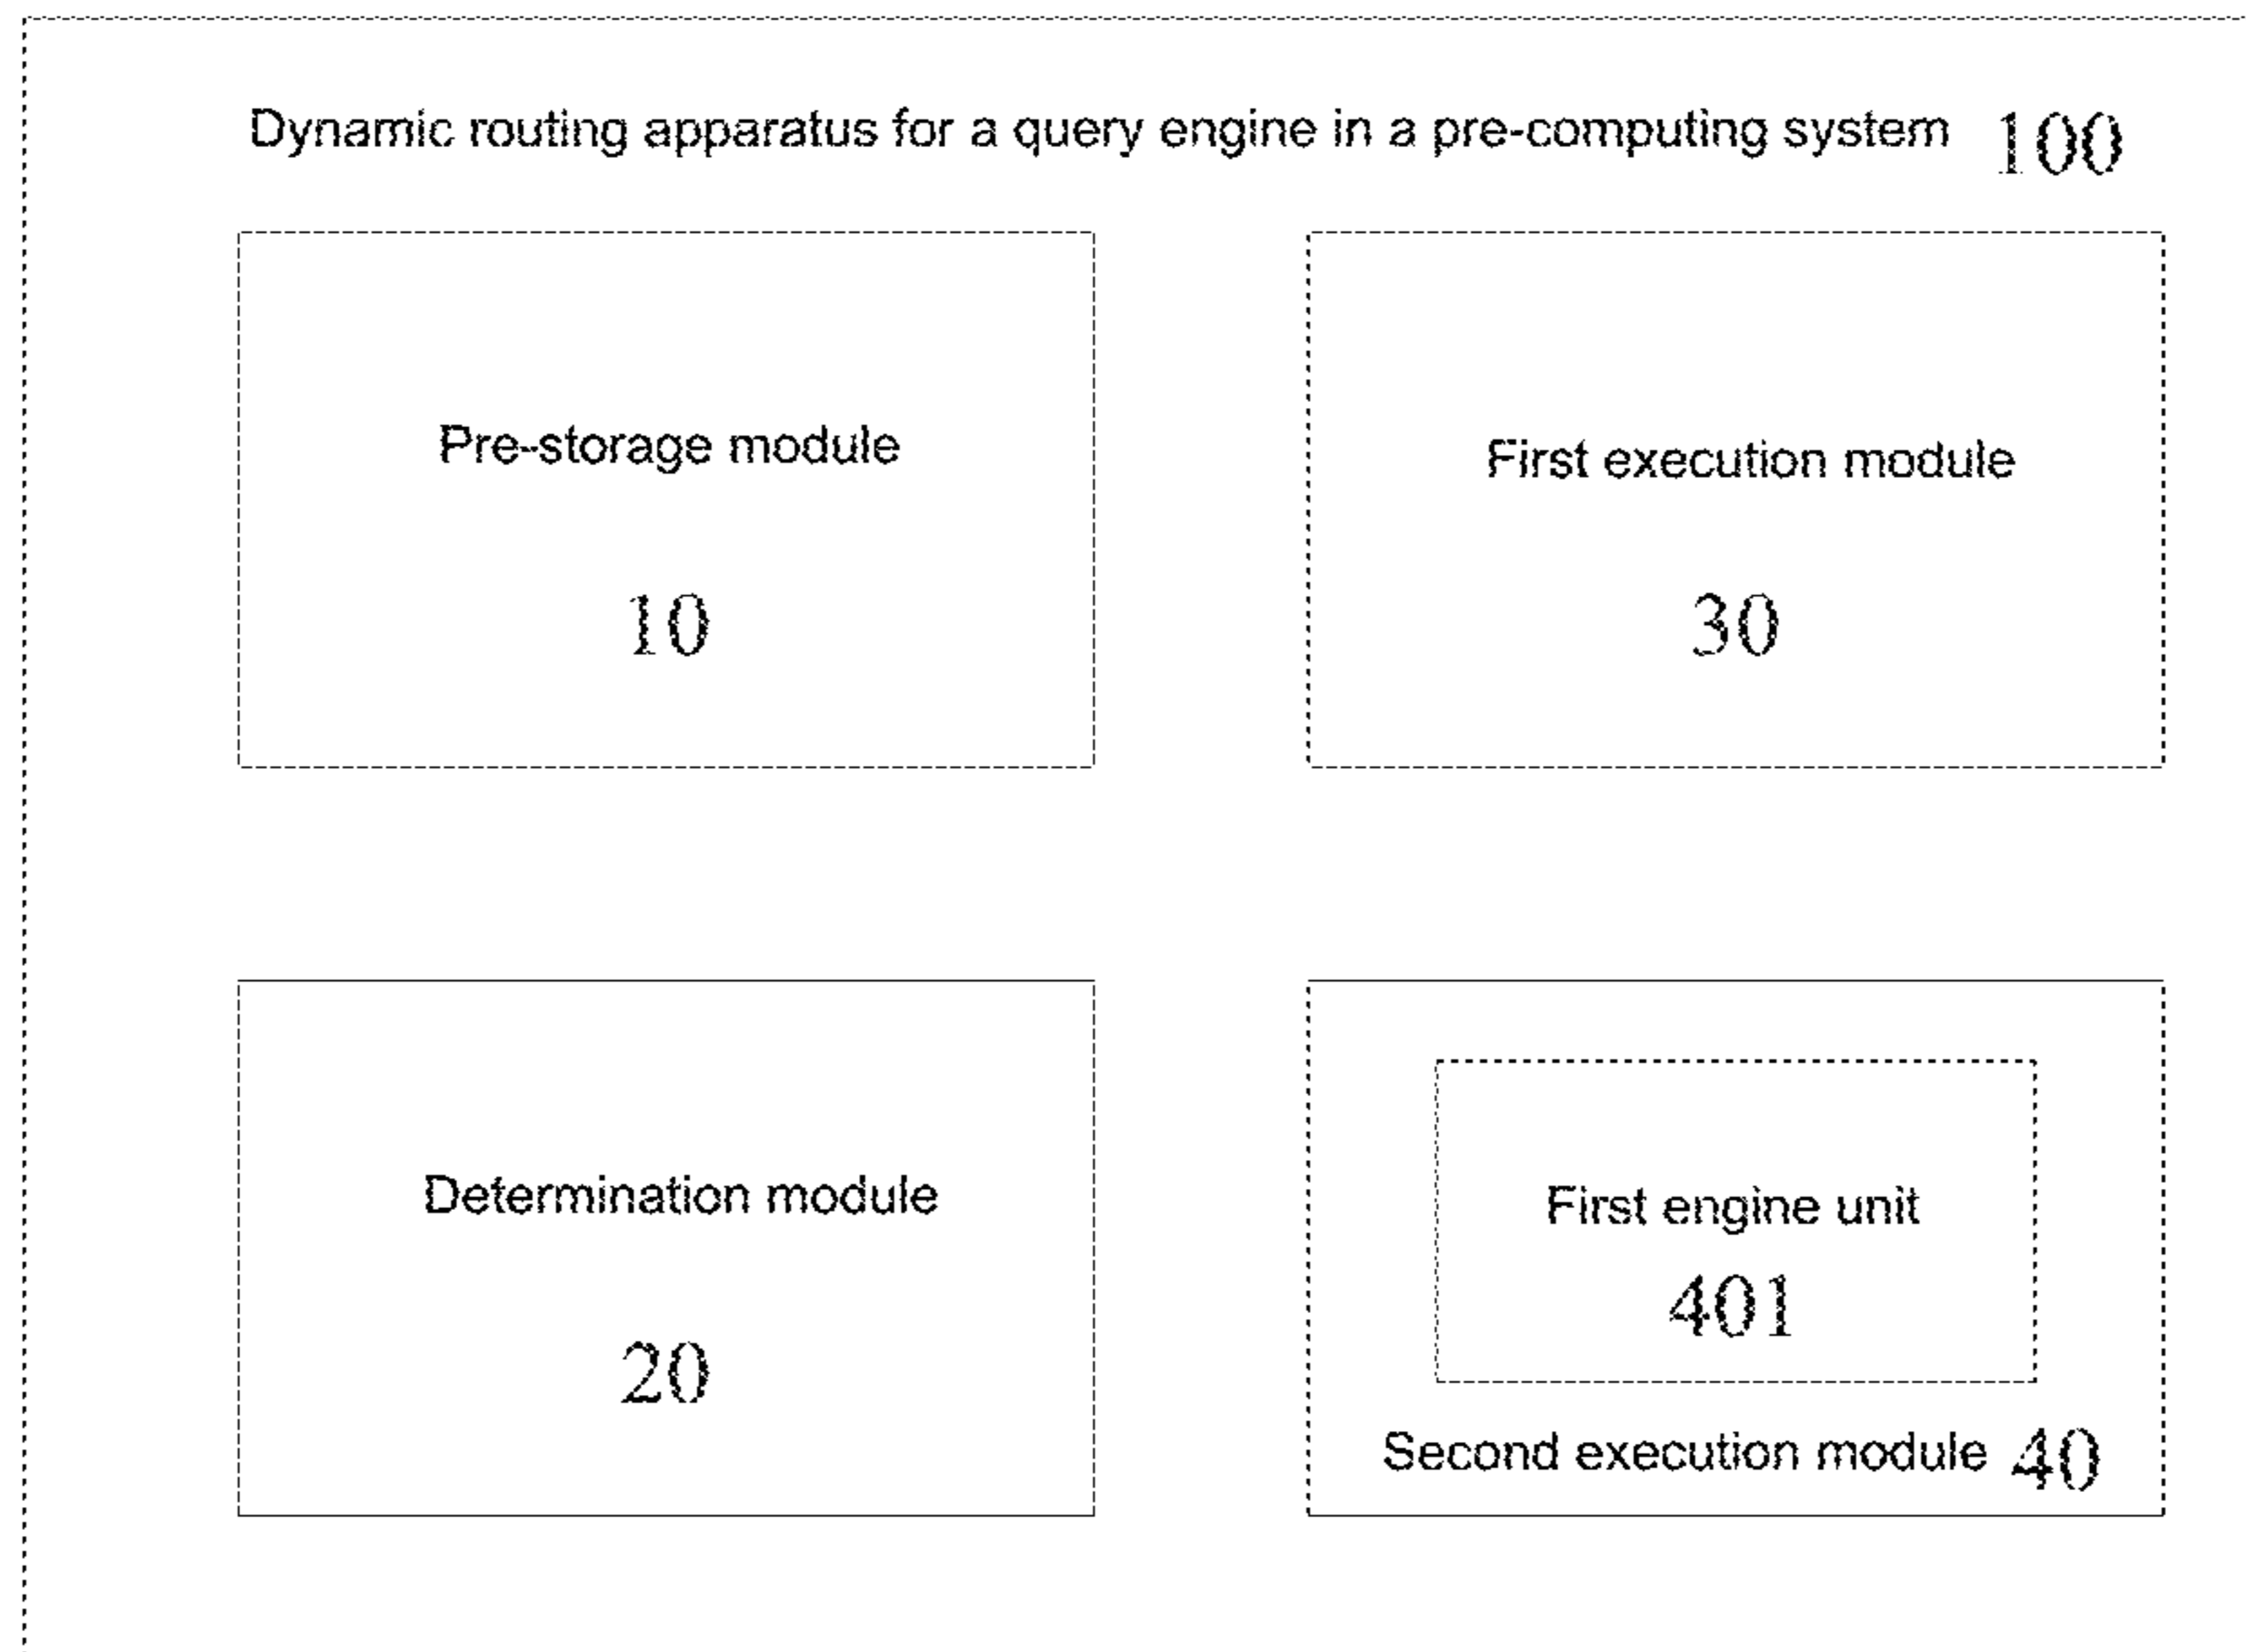 Dynamic routing apparatus for a query engine in a pre-computing system 100
Pre-storage module
10
First execution module
30
Determination module
20
First engine unit
401
Second execution module 40